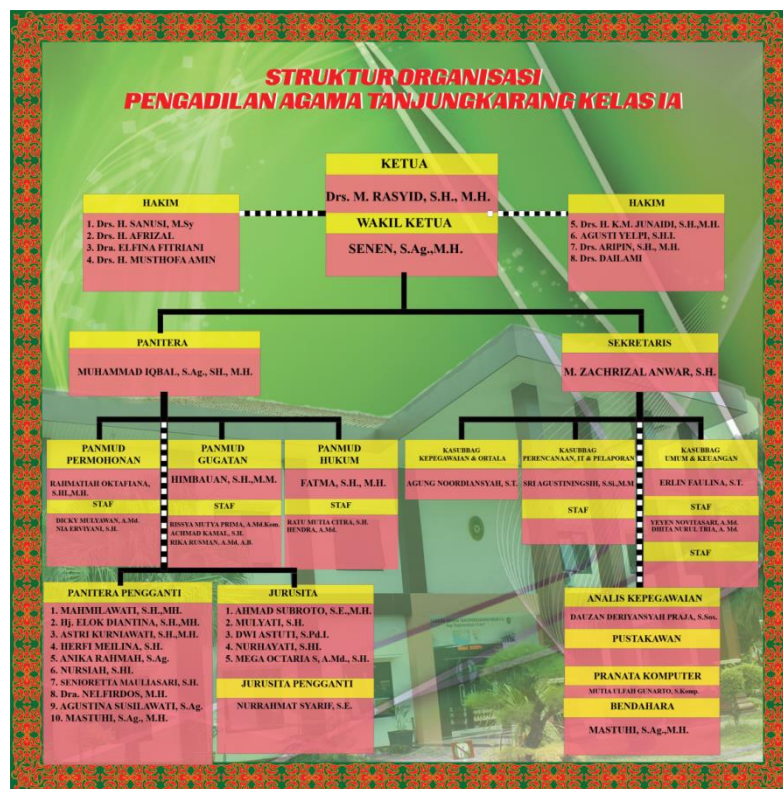 STRUKTUR ORGANISASI
PENGADILAN AGAMA TANJUNGKARANG KELAS IA
KETUA
Drs. M. RASYID, S.H., M.H.
WAKIL KETUA
SENEN, S.Ag.,M.H.
HAKIM
1. Drs. H. SANUSI, M.Sy
2. Drs. H. AFRIZAL
3. Dra. ELFINA FITRIANI
4. Drs. H. MUSTHOFA AMIN
HAKIM
5. Drs. H. K.M. JUNAIDI, S.H.,M.H.
6. AGUSTI YELPI, S.H.I.
7. Drs. ARIPIN, S.H., M.H.
8. Drs. DAILAMI
PANITERA
MUHAMMAD IQBAL, S.Ag., SH., M.H.
SEKRETARIS
M. ZACHRIZAL ANWAR, S.H.
PANMUD
PERMOHONAN
RAHMATIAH OKTAFIANA,
S.HI.,M.H.
STAF
DICKY MULYAWAN, A.Md.
NIA ERVIYANI, S.H.
PANMUD
GUGATAN
HIMBAUAN, S.H.,M.M.
STAF
RISSYA MUTYA PRIMA, A.Md.Kom.
ACHMAD KAMAL, S.H.
RIKA RUSMAN, A.Md, A.B.
PANMUD
HUKUM
FATMA, S.H., M.H.
STAF
RATU MUTIA CITRA, S.H.
HENDRA, A.Md.
KASUBBAG
KEPEGAWAIAN & ORTALA
AGUNG NOORDIANSYAH, S.T.
KASUBBAG
PERENCANAAN, IT & PELAPORAN
SRI AGUSTININGSIH, S.Si.,M.M
STAF
KASUBBAG
UMUM & KEUANGAN
ERLIN FAULINA, S.T.
STAF
YEYEN NOVITASARI, A.Md.
DHITA NURUL TRIA, A. Md.
STAF
PANITERA PENGGANTI
1. MAHMILAWATI, S.H.,MH.
2. Hj. ELOK DIANTINA, S.H.,MH.
3. ASTRI KURNIAWATI, S.H.,M.H.
4. HERFI MEILINA, S.H.
5. ANIKA RAHMAH, S.Ag.
6. NURSIAH, S.HI.
7. SENIORETTA MAULIASARI, S.H.
8. Dra. NELFIRDOS, M.H.
9. AGUSTINA SUSILAWATI, S.Ag.
10. MASTUHI, S.Ag., M.H.
JURUSITA
1. AHMAD SUBROTO, S.E.,M.H.
2. MULYATI, S.H.
3. DWI ASTUTI, S.Pd.I.
4. NURHAYATI, S.HI.
5. MEGA OCTARIA S, A.Md., S.H.
JURUSITA PENGGANTI
NURRAHMAT SYARIF, S.E.
ANALIS KEPEGAWAIAN
DAUZAN DERIYANSYAH PRAJA, S.Sos.
PUSTAKAWAN
PRANATA KOMPUTER
MUTIA ULFAH GUNARTO, S.Komp.
BENDAHARA
MASTUHI, S.Ag.,M.H.